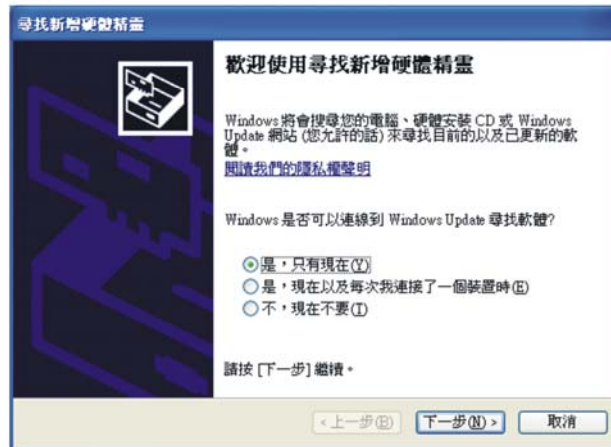 尋找新增硬體精靈
歡迎使用尋找新增硬體精靈
Windows 將會搜尋您的電腦、硬體安裝 CD 或 Windows
Update 網站 (您允許的話) 來尋找目前的以及已更新的軟
體。
閱讀我們的隱私權聲明
Windows 是否可以連線到 Windows Update 尋找軟體?
是，只有現在(Y)
是，現在以及每次我連接了一個裝置時(E)
不，現在不要(T)
請按 [下一步] 繼續。
<上一步(B) 下一步(N)> 取消